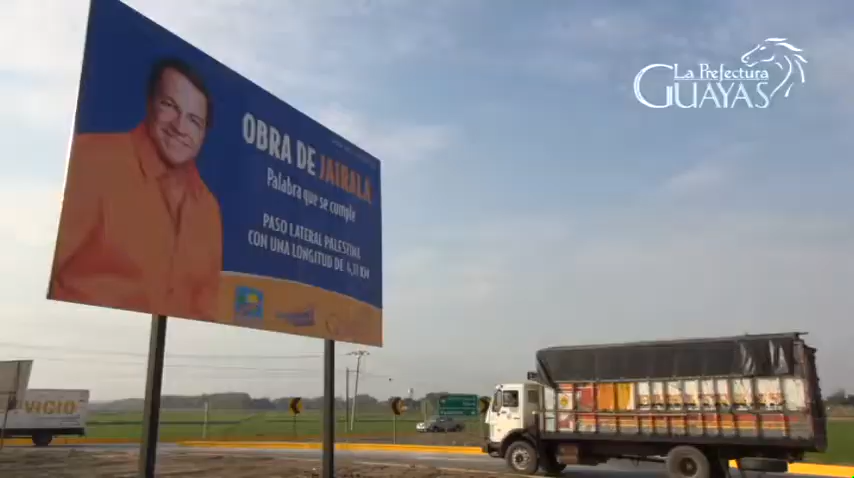 LA PREFECTURA
GUAYAS
OBRA DE JAIRALA
Palabra que se cumple
PASO LATERAL PALESTINA
CON UNA LONGITUD DE 4,31 KM
VICIO